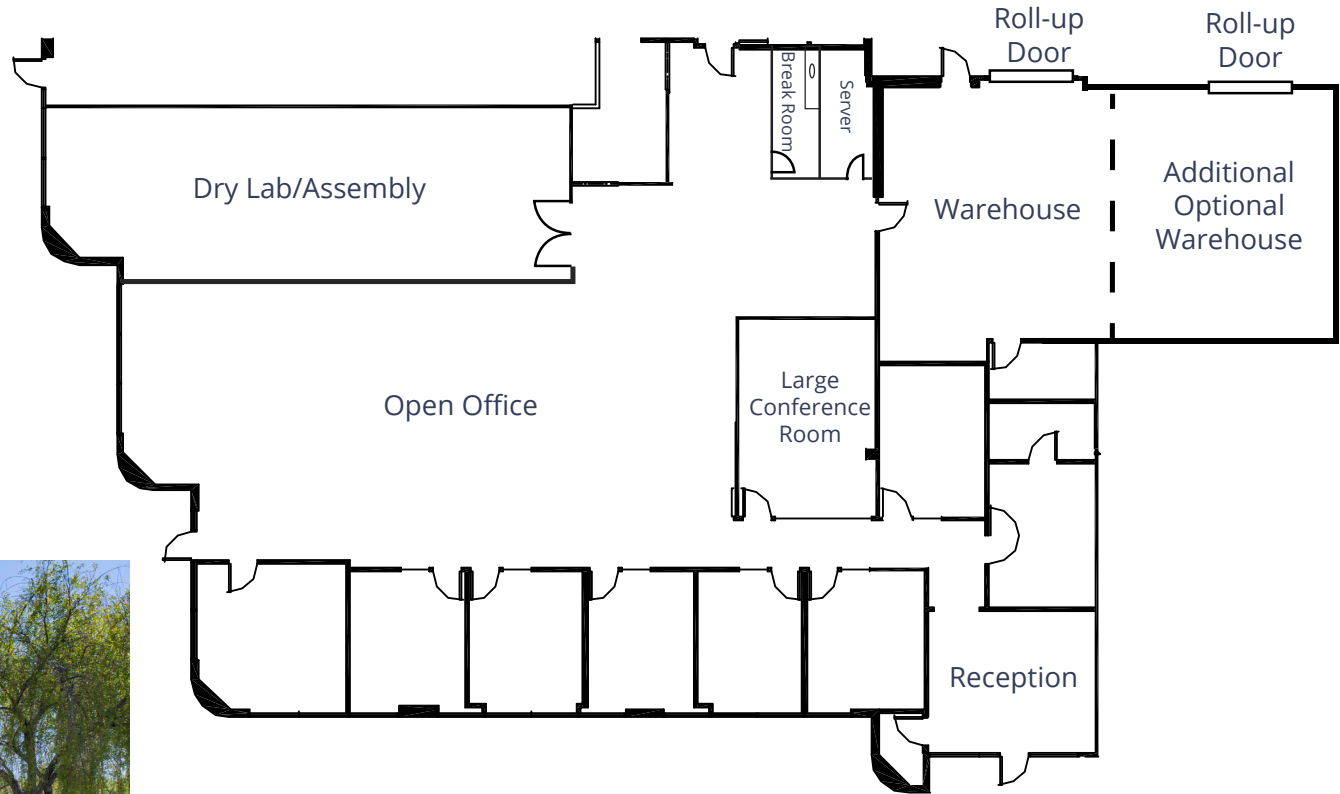 Roll-up
Door
Roll-up
Door
Break Room
Server
Dry Lab/Assembly
Warehouse
Additional
Optional
Warehouse
Large
Conference
Room
Open Office
Reception